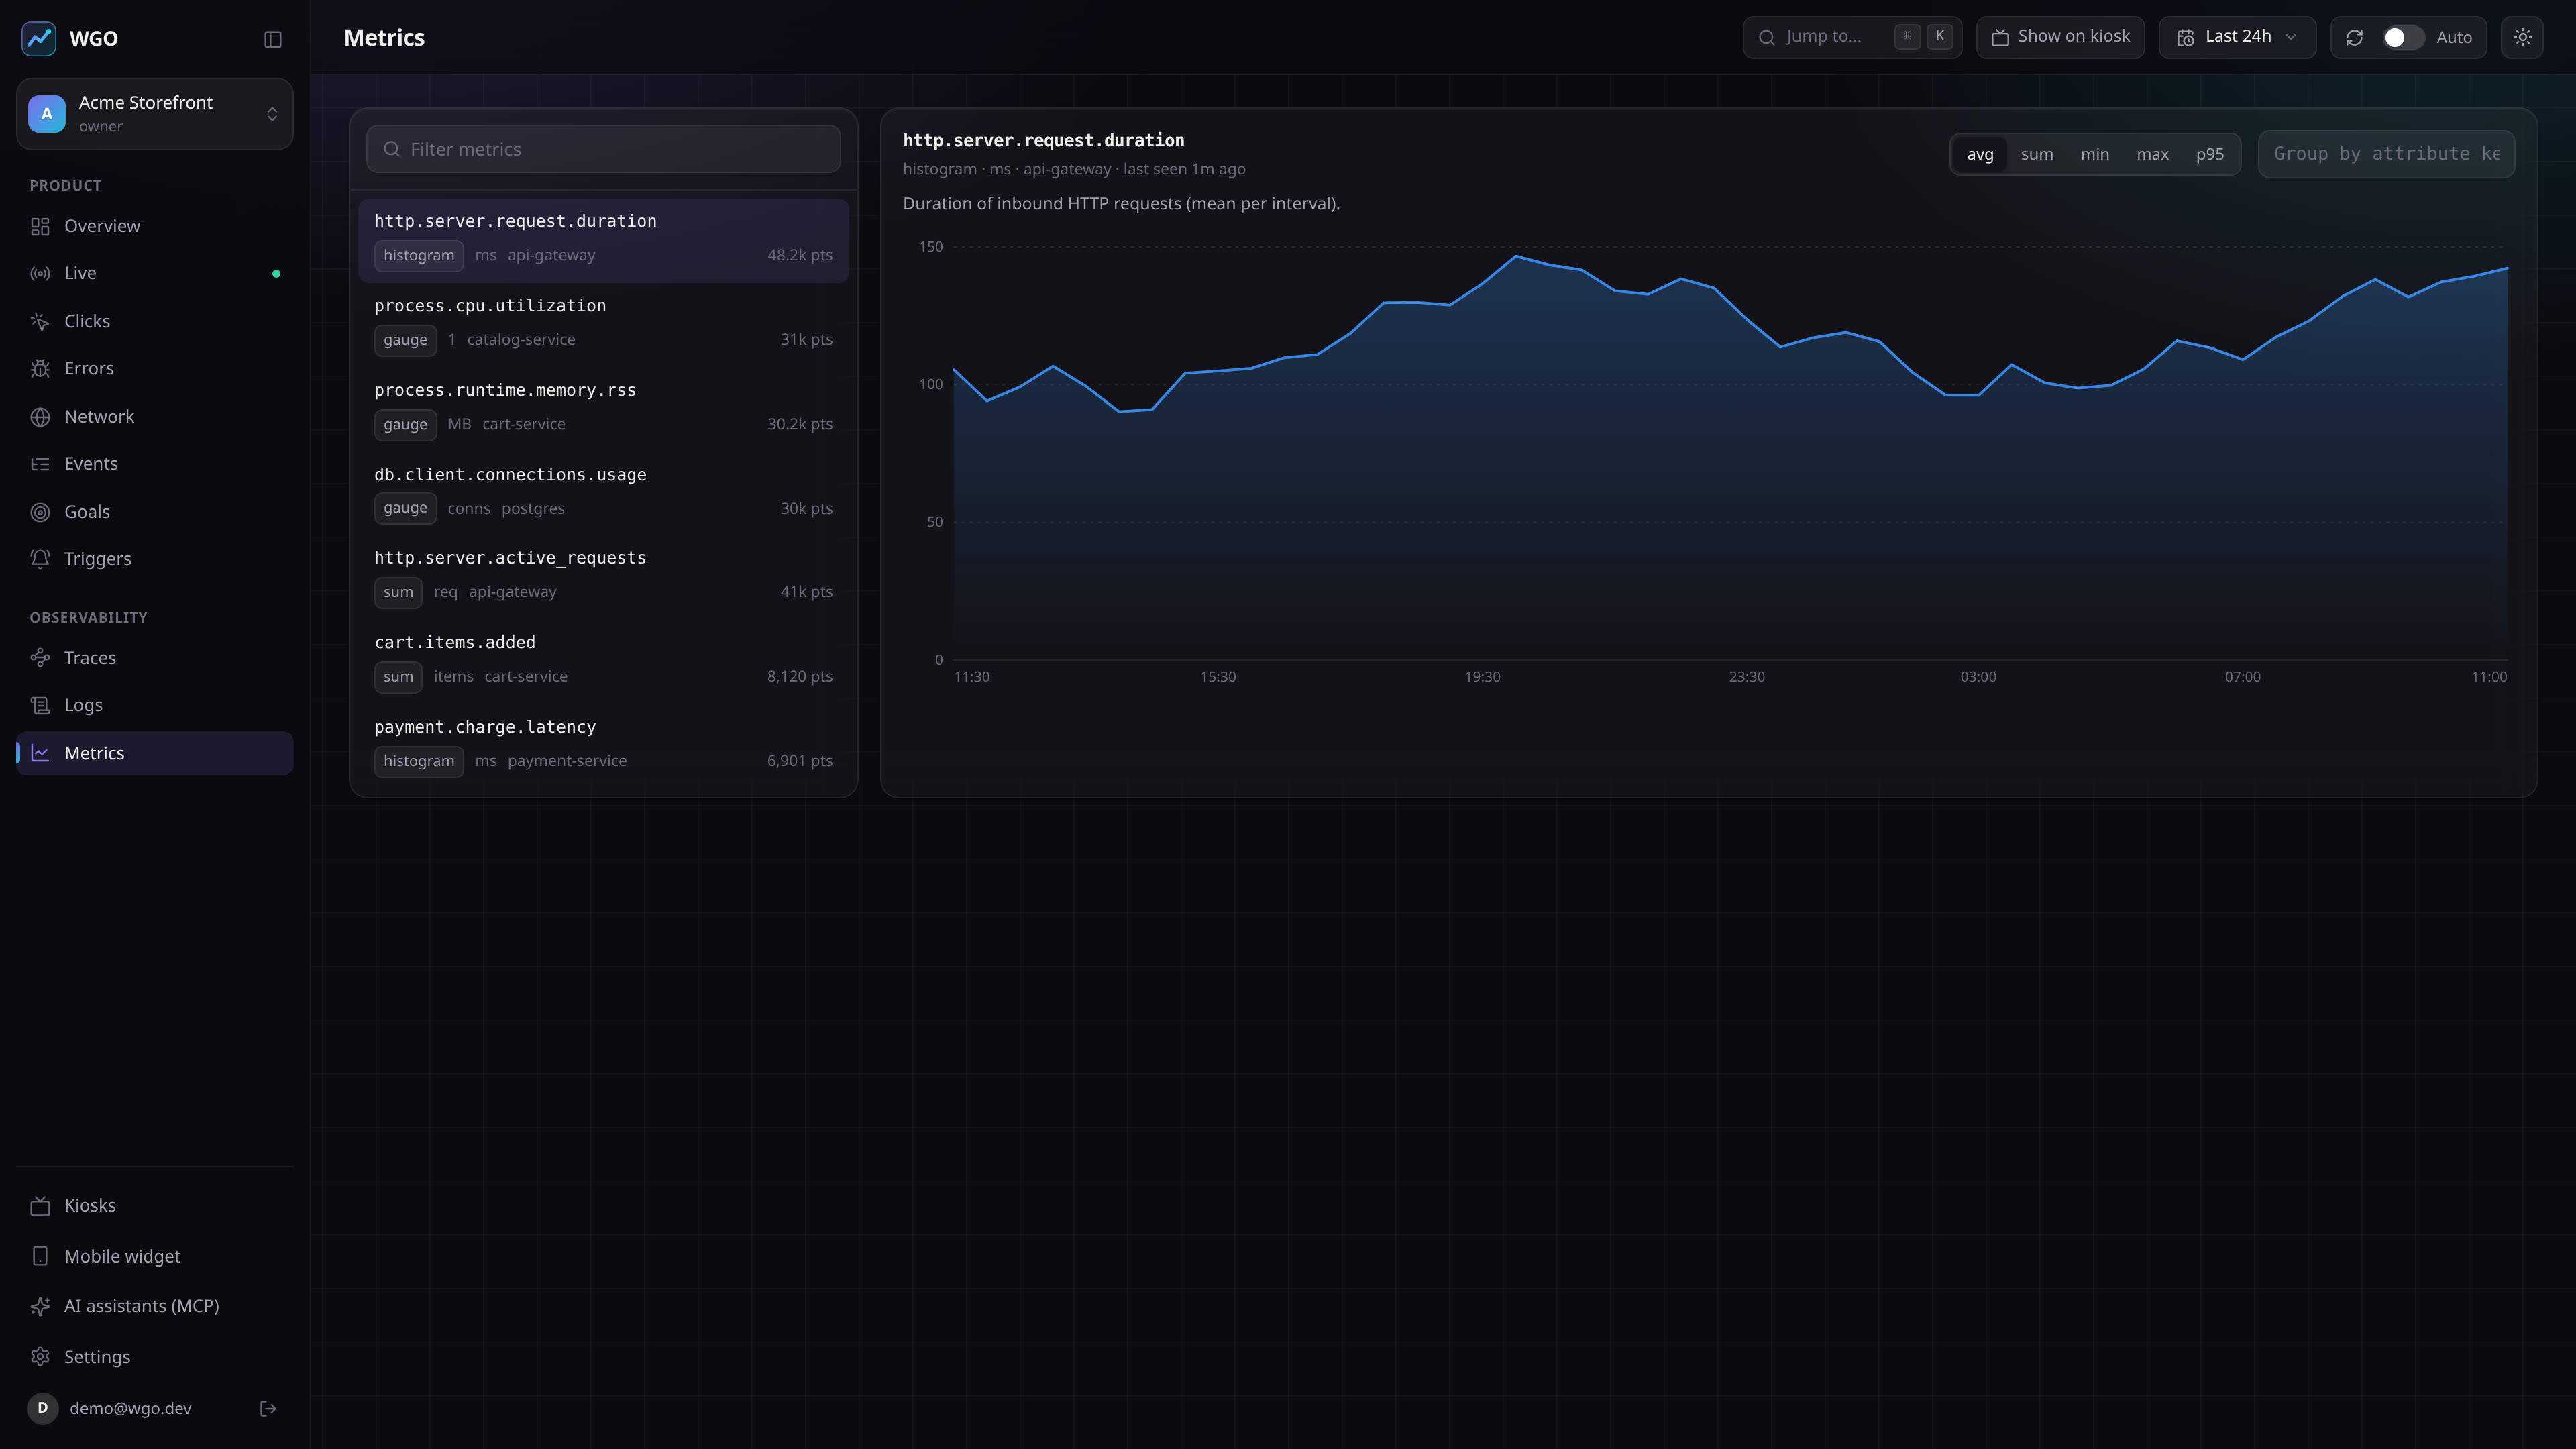 WGO
A
Acme Storefront
owner
PRODUCT
Overview
Live
Clicks
Errors
Network
Events
Goals
Triggers
OBSERVABILITY
Traces
Logs
Metrics
Kiosks
Mobile widget
AI assistants (MCP)
Settings
D demo@wgo.dev
Metrics
Jump to... ⌘ K
Show on kiosk
Last 24h
Auto
Filter metrics
http.server.request.duration
histogram ms api-gateway 48.2k pts
process.cpu.utilization
gauge 1 catalog-service 31k pts
process.runtime.memory.rss
gauge MB cart-service 30.2k pts
db.client.connections.usage
gauge conns postgres 30k pts
http.server.active_requests
sum req api-gateway 41k pts
cart.items.added
sum items cart-service 8,120 pts
payment.charge.latency
histogram ms payment-service 6,901 pts
http.server.request.duration
histogram · ms · api-gateway · last seen 1m ago
Duration of inbound HTTP requests (mean per interval).
avg sum min max p95
Group by attribute ke
150
100
50
0
11:30 15:30 19:30 23:30 03:00 07:00 11:00